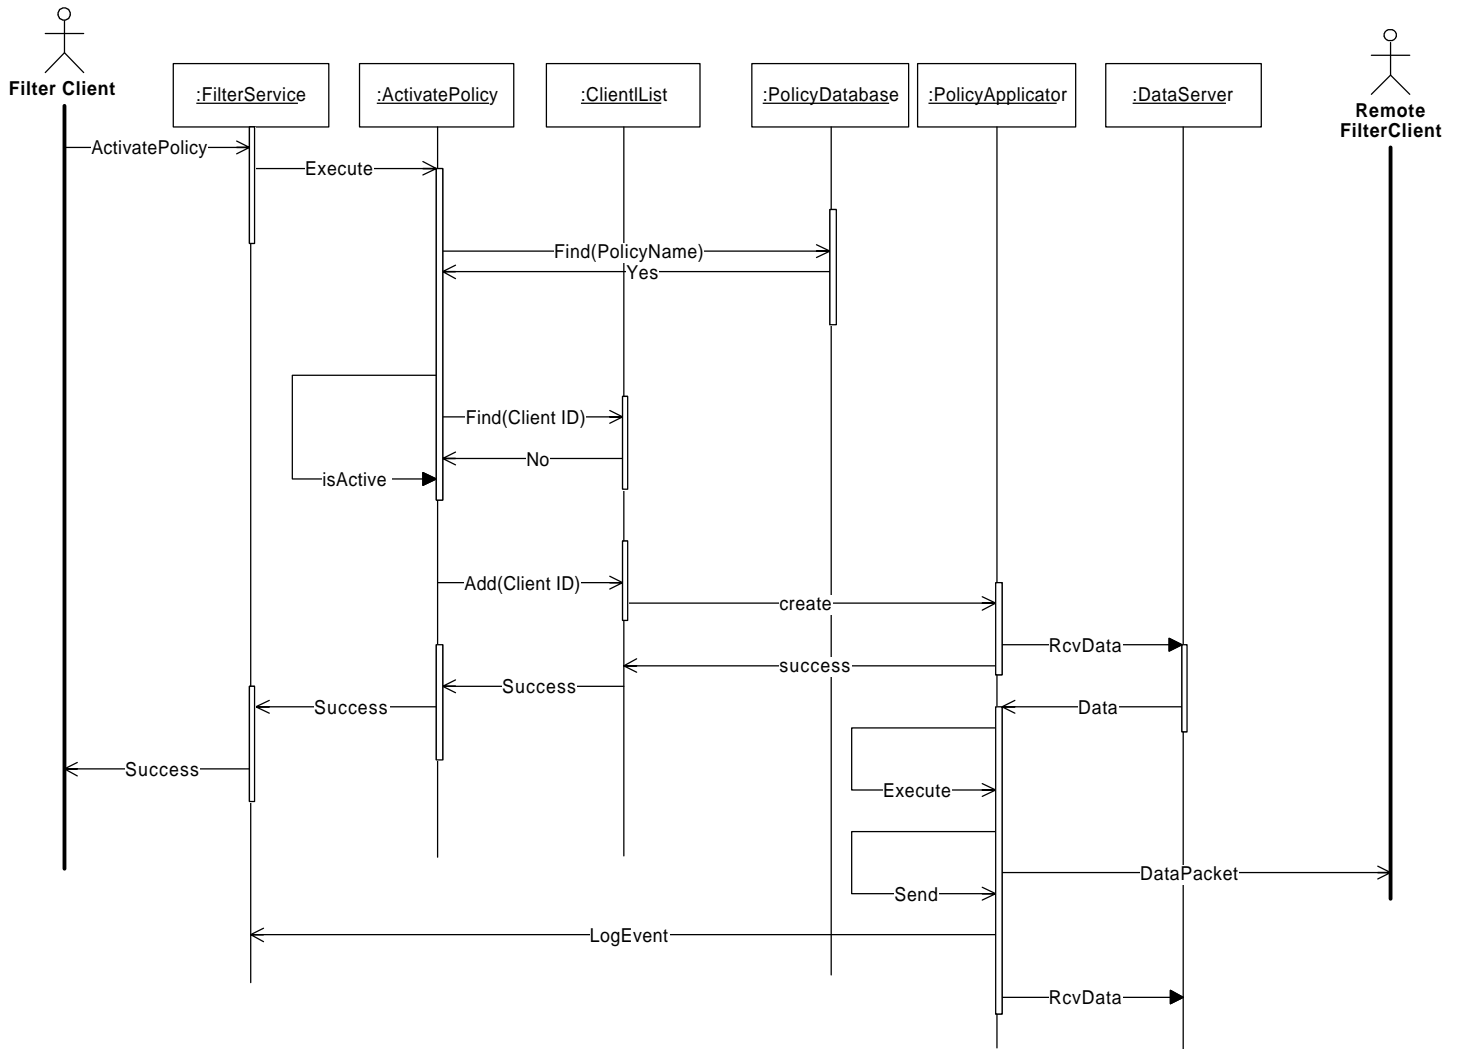 Filter Client
:FilterService
:ActivatePolicy
:ClientlList
:PolicyDatabase
:PolicyApplicator
:DataServer
Remote
FilterClient
ActivatePolicy
Execute
Find(PolicyName)
Yes
Find(Client ID)
No
isActive
Add(Client ID)
create
RcvData
success
Success
Success
Data
Success
Execute
DataPacket
Send
LogEvent
RcvData